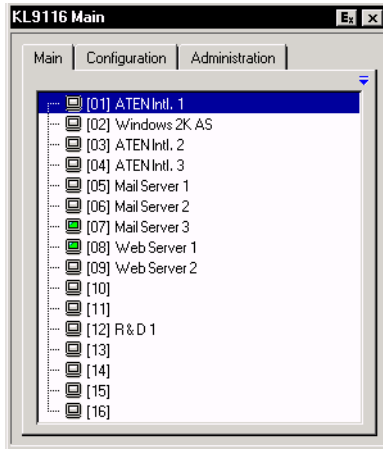 KL9116 Main
Ex
Main Configuration Administration
[01] ATEN Intl. 1
[02] Windows 2K AS
[03] ATEN Intl. 2
[04] ATEN Intl. 3
[05] Mail Server 1
[06] Mail Server 2
[07] Mail Server 3
[08] Web Server 1
[09] Web Server 2
[10]
[11]
[12] R & D 1
[13]
[14]
[15]
[16]